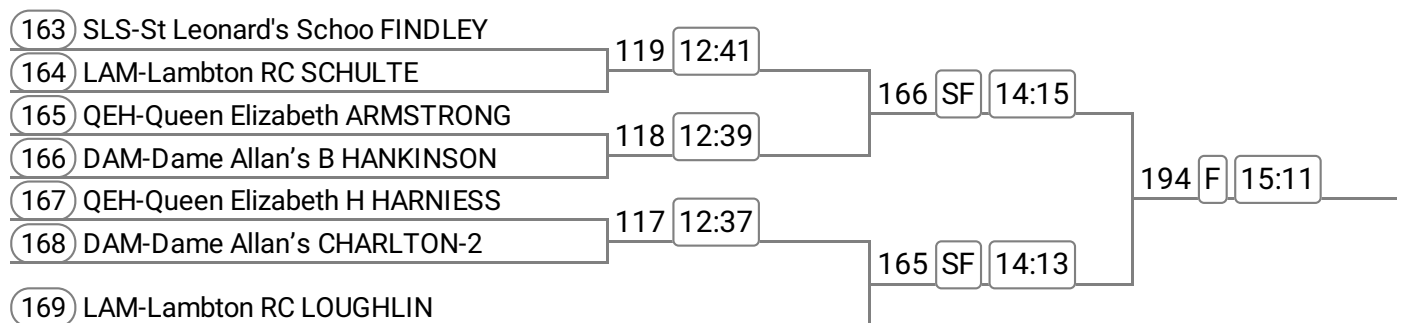 163 SLS-St Leonard's Schoo FINDLEY
119 12:41
164 LAM-Lambton RC SCHULTE
166 SF 14:15
165 QEH-Queen Elizabeth ARMSTRONG
118 12:39
166 DAM-Dame Allan’s B HANKINSON
194 F 15:11
167 QEH-Queen Elizabeth H HARNIESS
117 12:37
168 DAM-Dame Allan’s CHARLTON-2
165 SF 14:13
169 LAM-Lambton RC LOUGHLIN